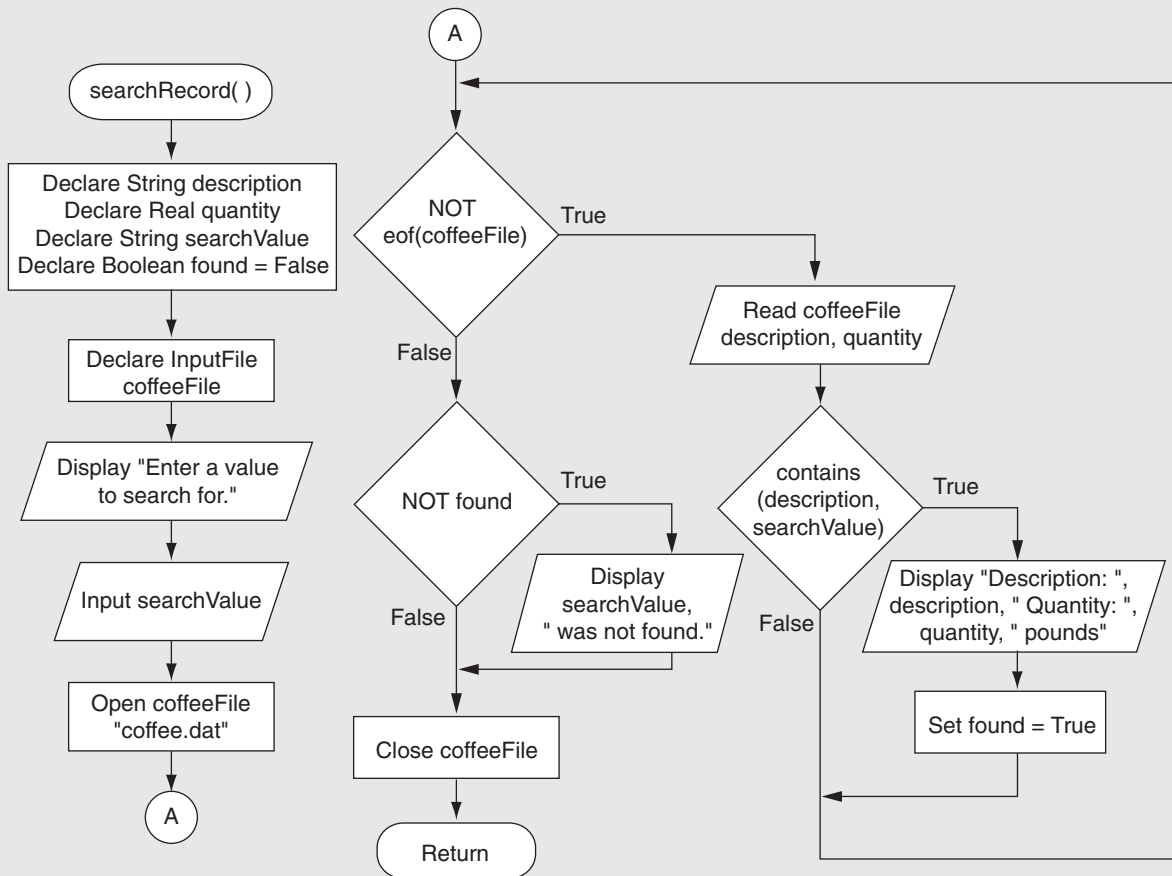 searchRecord( )
Declare String description
Declare Real quantity
Declare String searchValue
Declare Boolean found = False
Declare InputFile
coffeeFile
Display "Enter a value
to search for."
Input searchValue
Open coffeeFile
"coffee.dat"
A
A
NOT
eof(coffeeFile)
True
False
Read coffeeFile
description, quantity
contains
(description,
searchValue)
True
False
Display "Description: ",
description, " Quantity: ",
quantity, " pounds"
Set found = True
NOT found
True
False
Display
searchValue,
" was not found."
Close coffeeFile
Return